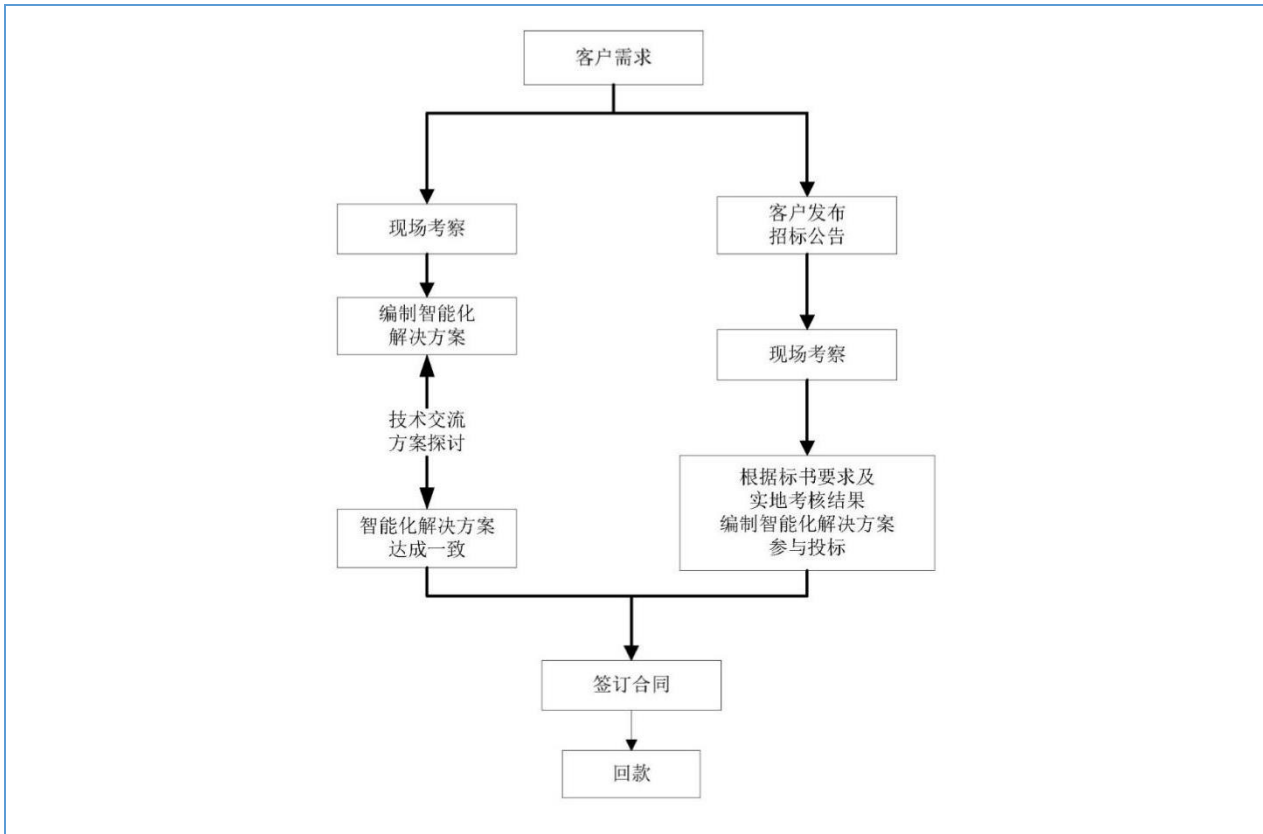 客户需求
现场考察
编制智能化
解决方案
技术交流
方案探讨
智能化解决方案
达成一致
客户发布
招标公告
现场考察
根据标书要求及
实地考核结果
编制智能化解决方案
参与投标
签订合同
回款